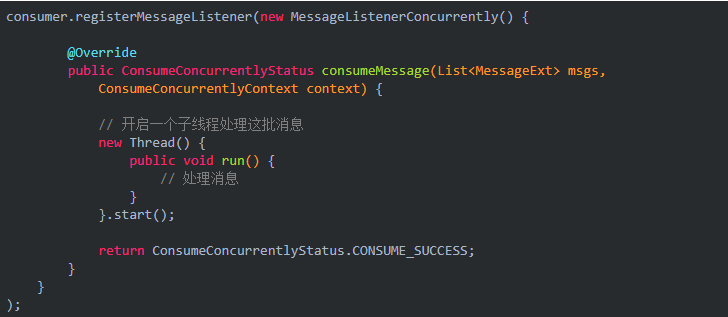 consumer.registerMessageListener(new MessageListenerConcurrently() {
@Override
public ConsumeConcurrentlyStatus consumeMessage(List<MessageExt> msgs,
ConsumeConcurrentlyContext context) {
// 开启一个子线程处理这批消息
new Thread() {
public void run() {
// 处理消息
}
}.start();
return ConsumeConcurrentlyStatus.CONSUME_SUCCESS;
}
}
);